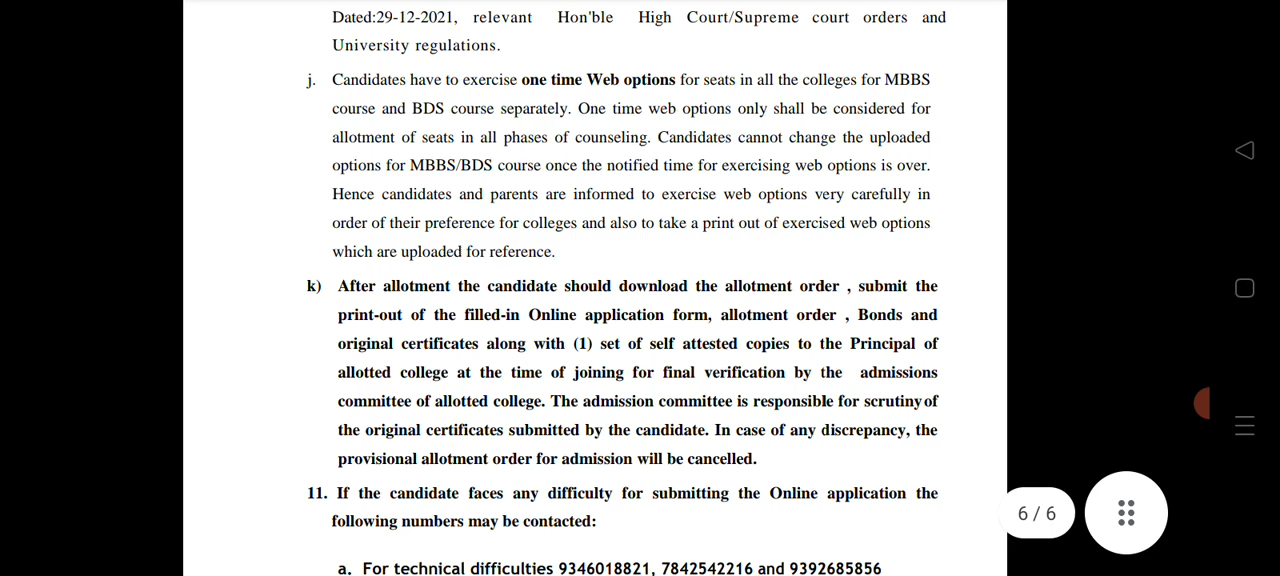 Dated:29-12-2021, relevant Hon'ble High Court/Supreme court orders and
University regulations.
j. Candidates have to exercise one time Web options for seats in all the colleges for MBBS
course and BDS course separately. One time web options only shall be considered for
allotment of seats in all phases of counseling. Candidates cannot change the uploaded
options for MBBS/BDS course once the notified time for exercising web options is over.
Hence candidates and parents are informed to exercise web options very carefully in
order of their preference for colleges and also to take a print out of exercised web options
which are uploaded for reference.
k) After allotment the candidate should download the allotment order , submit the
print-out of the filled-in Online application form, allotment order , Bonds and
original certificates along with (1) set of self attested copies to the Principal of
allotted college at the time of joining for final verification by the admissions
committee of allotted college. The admission committee is responsible for scrutiny of
the original certificates submitted by the candidate. In case of any discrepancy, the
provisional allotment order for admission will be cancelled.
11. If the candidate faces any difficulty for submitting the Online application the
following numbers may be contacted:
6 / 6
a. For technical difficulties 9346018821, 7842542216 and 9392685856